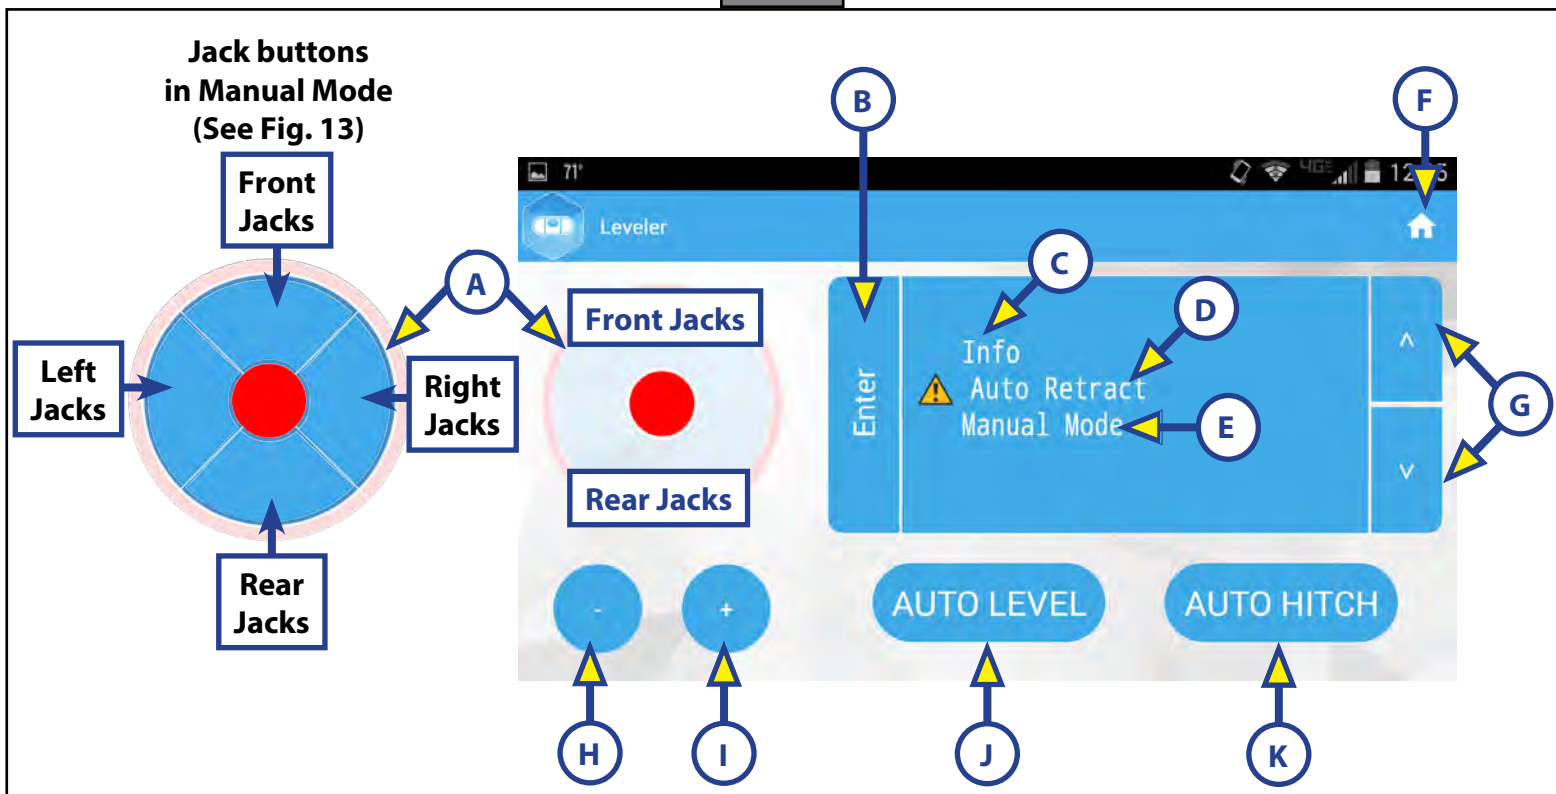 Jack buttons
in Manual Mode
(See Fig. 13)
Front
Jacks
Left
Jacks
Right
Jacks
Rear
Jacks
A
B
F
71°
4GE
Leveler
C
D
Front Jacks
Rear Jacks
Enter
Info
Auto Retract
Manual Mode
E
^
v
G
-
+
AUTO LEVEL
AUTO HITCH
H
I
J
K